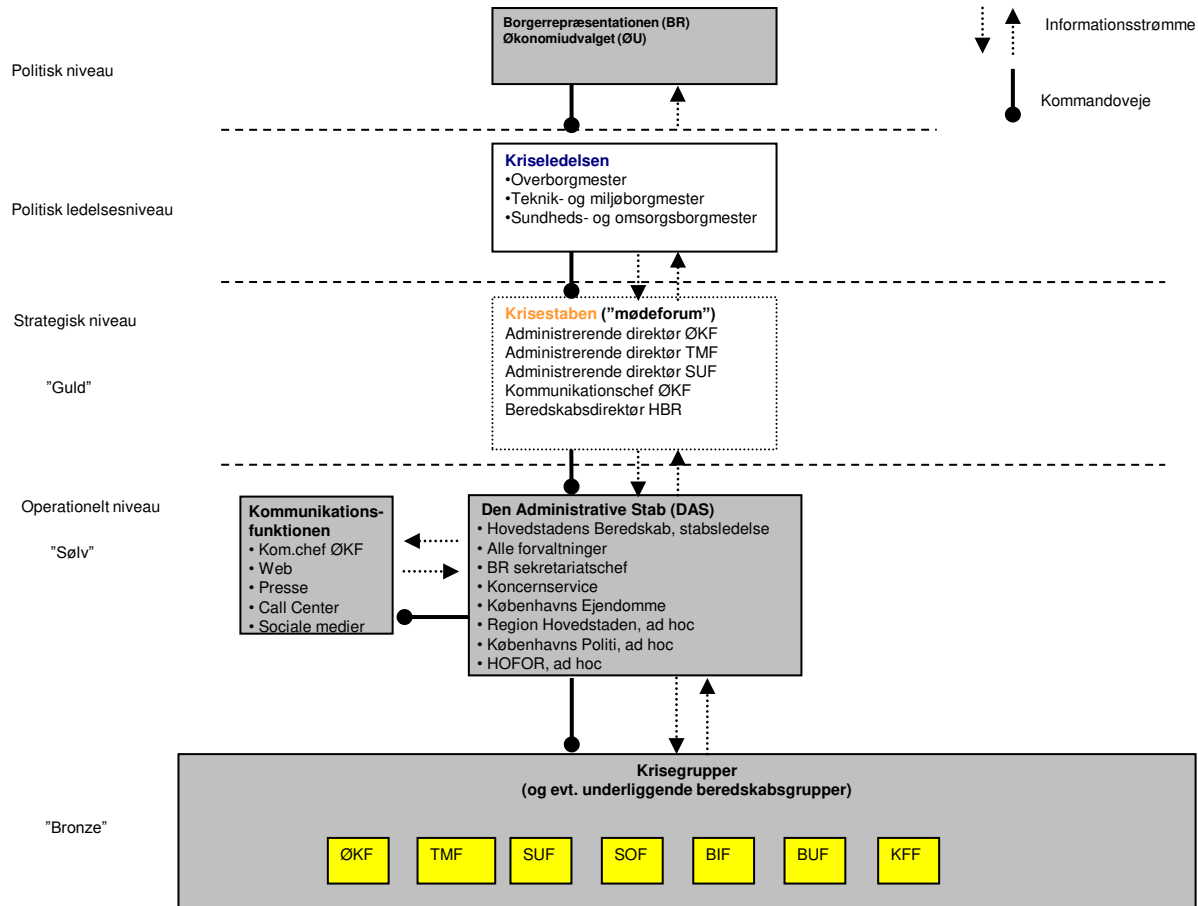 Borgerrepræsentationen (BR)
Økonomiudvalget (ØU)
Informationsstrømme
Politisk niveau
Kommandoveje
Kriseledelsen
•Overborgmester
•Teknik- og miljøborgmester
•Sundheds- og omsorgsborgmester
Politisk ledelsesniveau
Strategisk niveau
”Guld”
Krisestaben (”mødeforum”)
Administrerende direktør ØKF
Administrerende direktør TMF
Administrerende direktør SUF
Kommunikationschef ØKF
Beredskabsdirektør HBR
Operationelt niveau
”Sølv”
Kommunikations-
funktionen
• Kom.chef ØKF
• Web
• Presse
• Call Center
• Sociale medier
Den Administrative Stab (DAS)
• Hovedstadens Beredskab, stabsledelse
• Alle forvaltninger
• BR sekretariatschef
• Koncernservice
• Københavns Ejendomme
• Region Hovedstaden, ad hoc
• Københavns Politi, ad hoc
• HOFOR, ad hoc
Krisegrupper
(og evt. underliggende beredskabsgrupper)
”Bronze”
ØKF
TMF
SUF
SOF
BIF
BUF
KFF